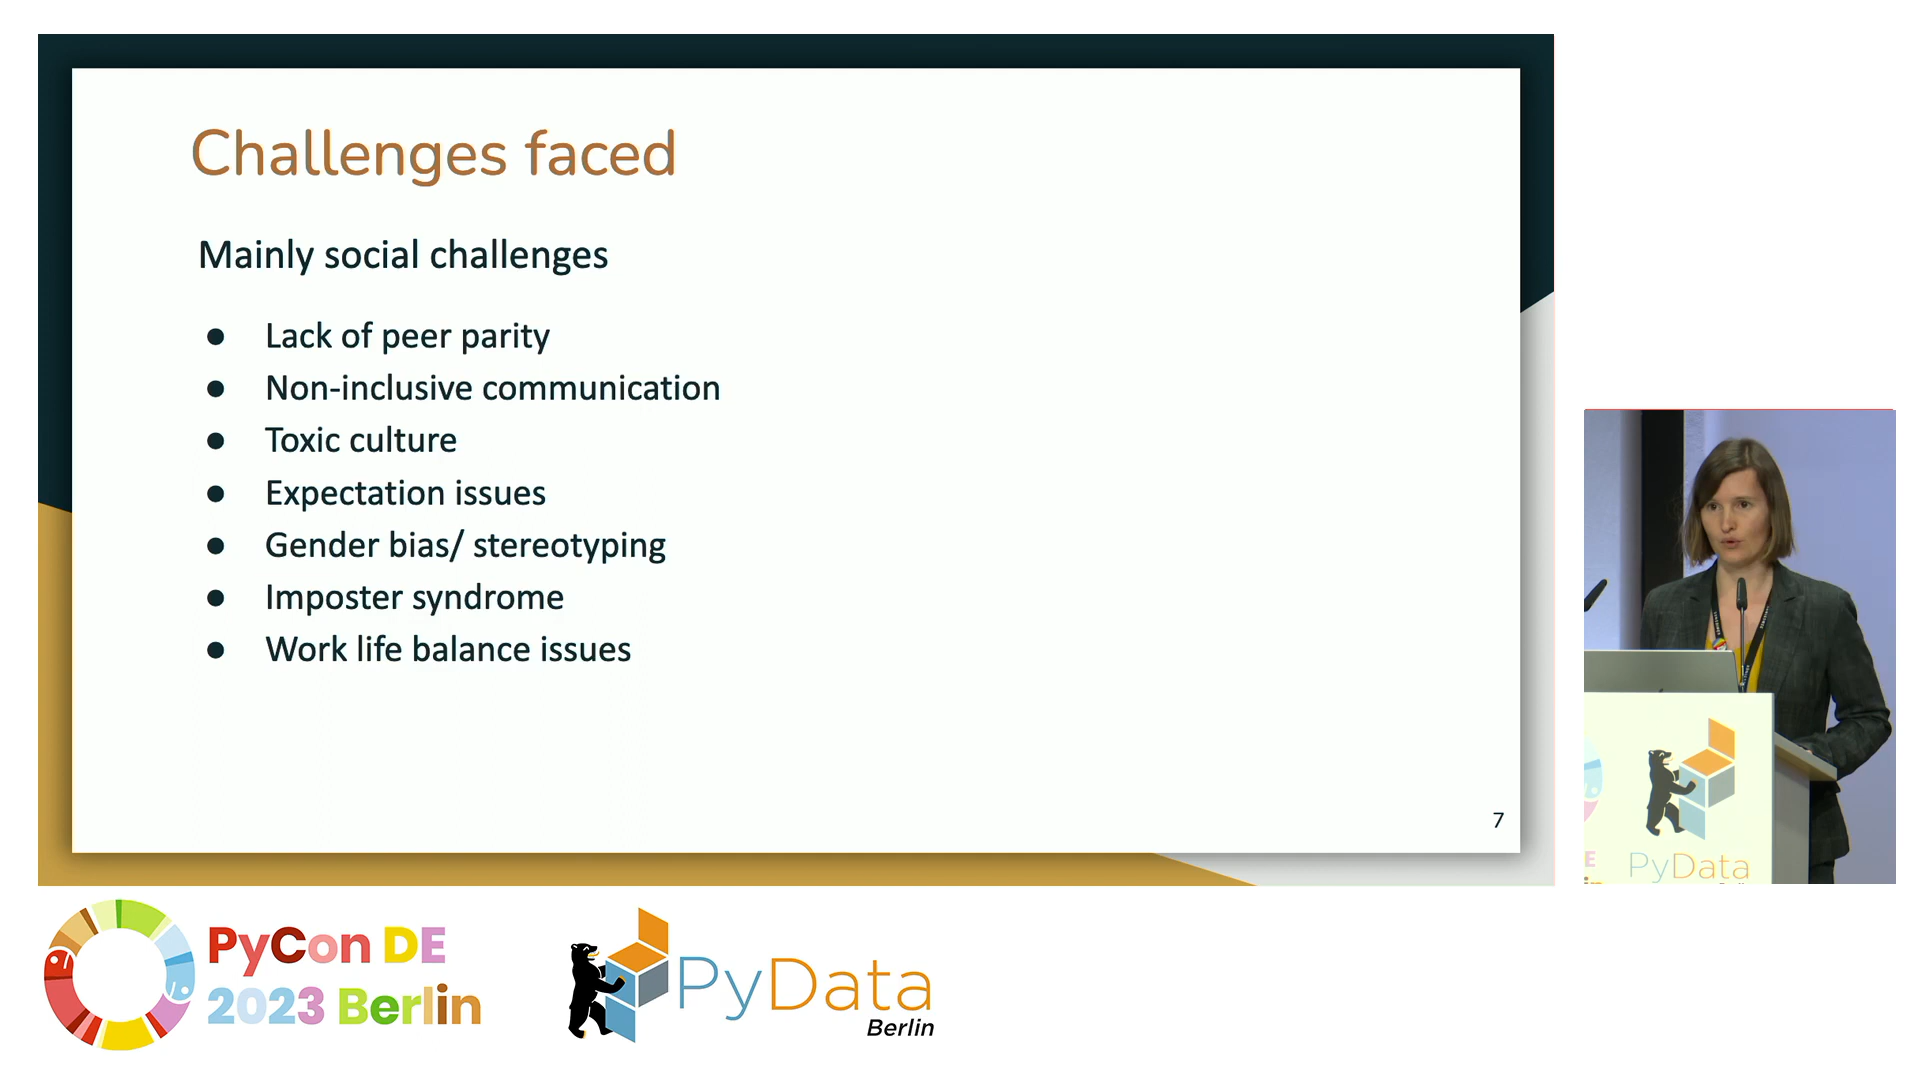 Challenges faced
Mainly social challenges
● Lack of peer parity
● Non-inclusive communication
● Toxic culture
● Expectation issues
● Gender bias/ stereotyping
● Imposter syndrome
● Work life balance issues
7
PyData
PyCon DE
2023 Berlin
PyData
Berlin